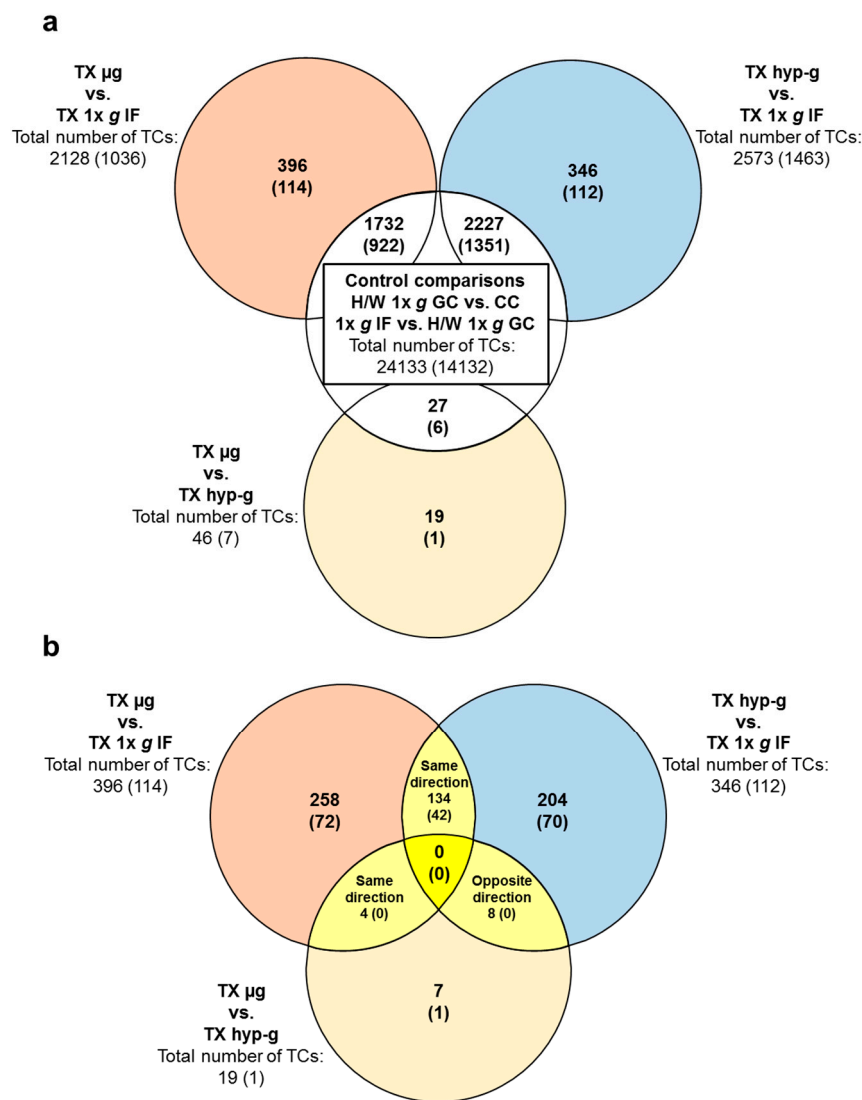 a
TX µg
vs.
TX 1x g IF
Total number of TCs:
2128 (1036)
TX hyp-g
vs.
TX 1x g IF
Total number of TCs:
2573 (1463)
396
(114)
346
(112)
1732
(922)
2227
(1351)
Control comparisons
H/W 1x g GC vs. CC
1x g IF vs. H/W 1x g GC
Total number of TCs:
24133 (14132)
27
(6)
TX µg
vs.
TX hyp-g
Total number of TCs:
46 (7)
19
(1)
b
TX µg
vs.
TX 1x g IF
Total number of TCs:
396 (114)
TX hyp-g
vs.
TX 1x g IF
Total number of TCs:
346 (112)
258
(72)
Same
direction
134
(42)
204
(70)
0
(0)
Same
direction
4 (0)
Opposite
direction
8 (0)
7
(1)
TX µg
vs.
TX hyp-g
Total number of TCs:
19 (1)